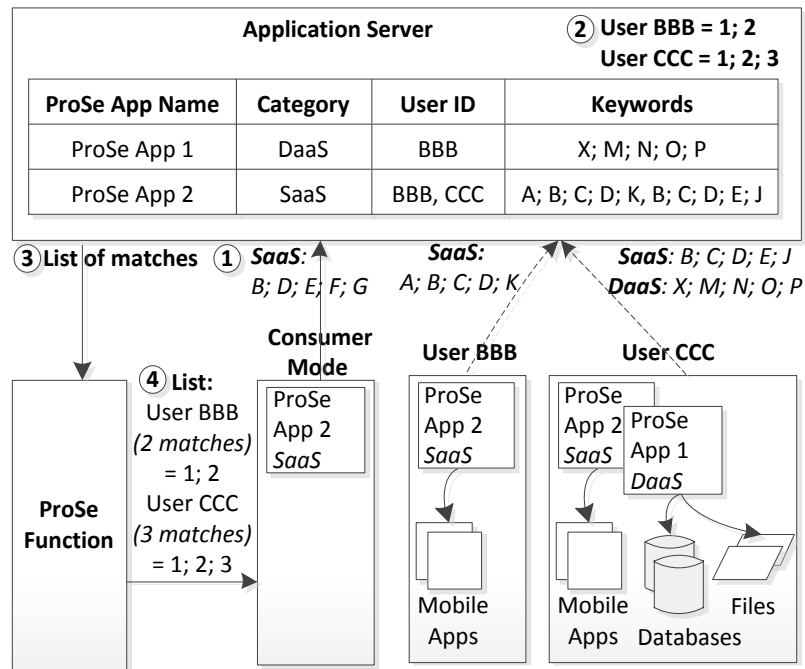 Application Server
② User BBB = 1; 2
User CCC = 1; 2; 3
ProSe App Name Category User ID Keywords
ProSe App 1 DaaS BBB X; M; N; O; P
ProSe App 2 SaaS BBB, CCC A; B; C; D; K, B; C; D; E; J
③ List of matches
① SaaS:
B; D; E; F; G
SaaS:
A; B; C; D; K
SaaS: B; C; D; E; J
DaaS: X; M; N; O; P
ProSe
Function
④ List:
User BBB
(2 matches)
= 1; 2
User CCC
(3 matches)
= 1; 2; 3
Consumer
Mode
ProSe
App 2
SaaS
User BBB
ProSe
App 2
SaaS
Mobile
Apps
User CCC
ProSe
App 2
SaaS
ProSe
App 1
DaaS
Mobile
Apps
Databases
Files